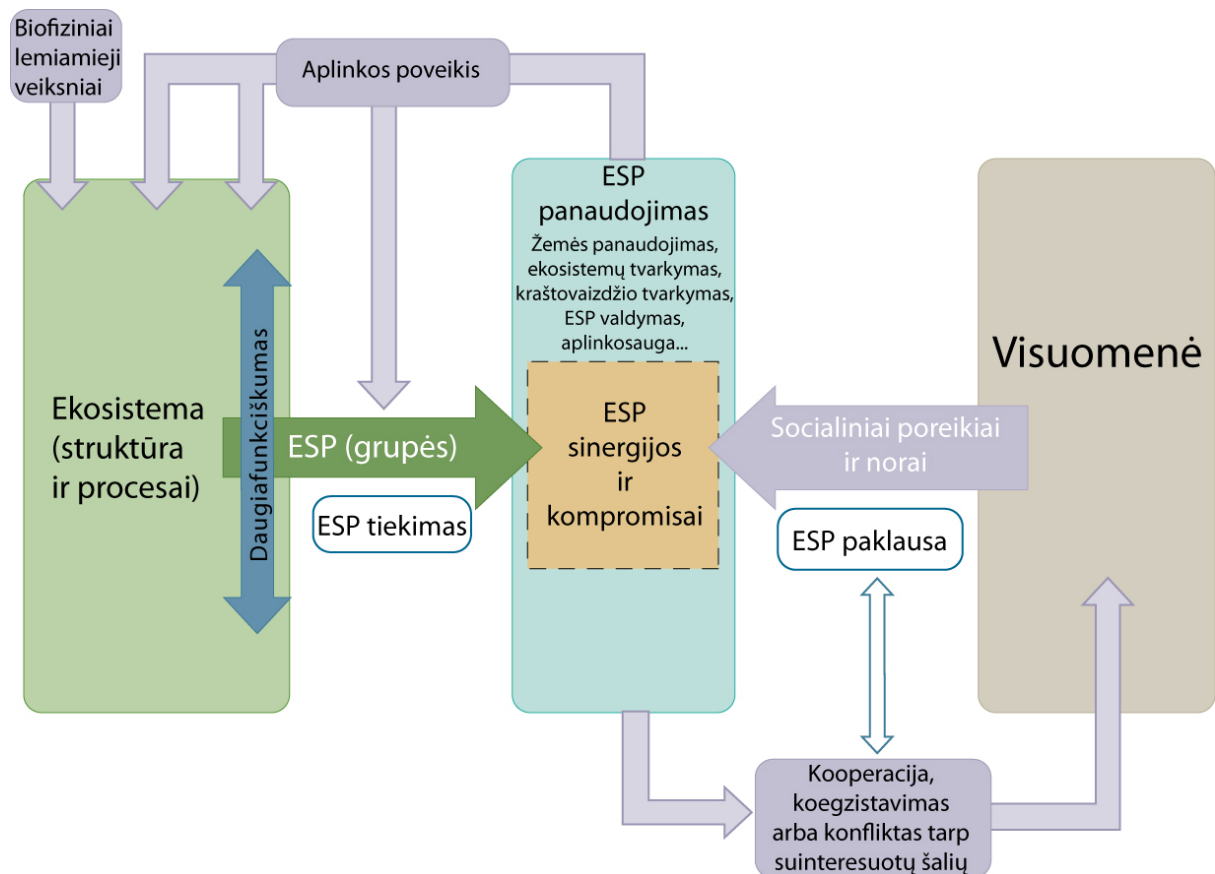 Biofiziniai
lemiamieji
veiksniai
Aplinkos poveikis
ESP
panaudojimas
Žemės panaudojimas,
ekosistemų tvarkymas,
kraštovaizdžio tvarkymas,
ESP valdymas,
aplinkosauga...
Ekosistema
(struktūra
ir procesai)
Daugiafunkciškumas
ESP (grupės)
ESP tiekimas
ESP
sinergijos
ir
kompromisai
Visuomenė
Socialiniai poreikiai
ir norai
ESP paklausa
Kooperacija,
koegzistavimas
arba konfliktas tarp
suinteresuotų šalių